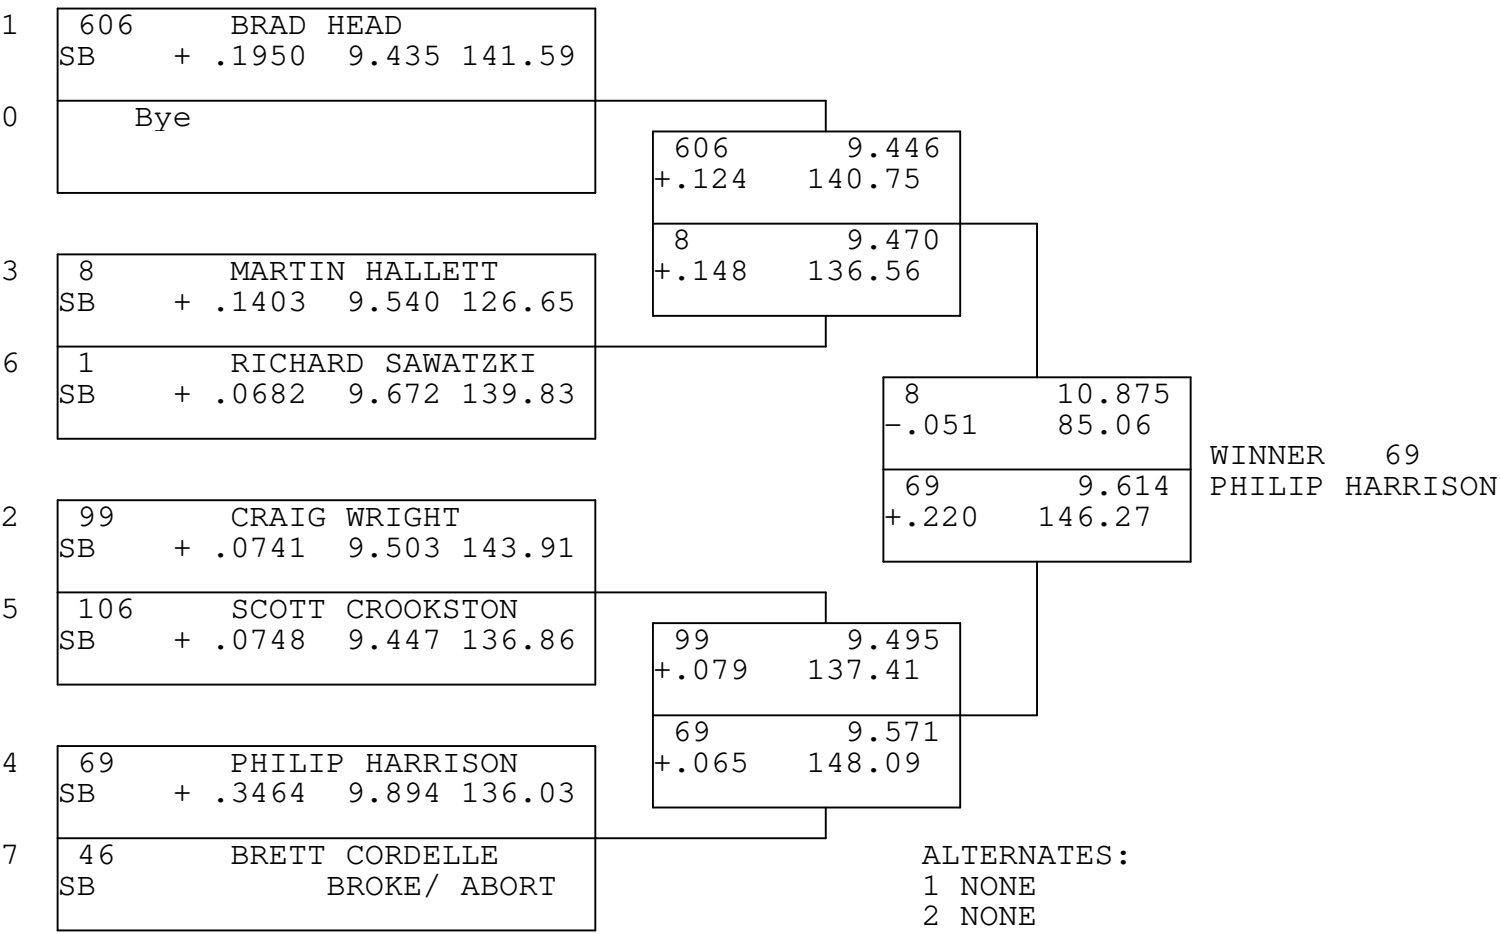 1 606 BRAD HEAD
SB + .1950 9.435 141.59
0 Bye
606 9.446
+.124 140.75
8 9.470
+.148 136.56
3 8 MARTIN HALLETT
SB + .1403 9.540 126.65
6 1 RICHARD SAWATZKI
SB + .0682 9.672 139.83
8 10.875
-.051 85.06
69 9.614
+.220 146.27
WINNER 69
PHILIP HARRISON
2 99 CRAIG WRIGHT
SB + .0741 9.503 143.91
5 106 SCOTT CROOKSTON
SB + .0748 9.447 136.86
99 9.495
+.079 137.41
69 9.571
+.065 148.09
4 69 PHILIP HARRISON
SB + .3464 9.894 136.03
7 46 BRETT CORDELLE
SB BROKE/ ABORT
ALTERNATES:
1 NONE
2 NONE